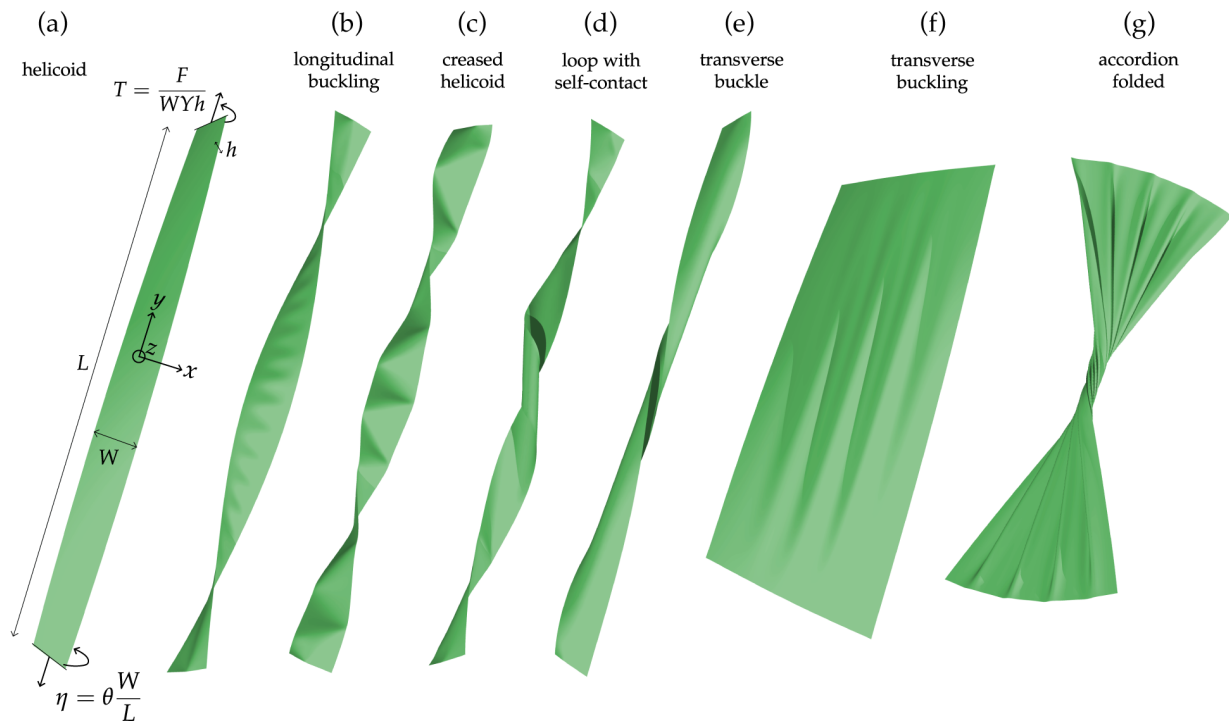 (a)
helicoid
T = F/(WYh)
h
y
z
x
L
W
η = θ W/L
(b)
longitudinal
buckling
(c)
creased
helicoid
(d)
loop with
self-contact
(e)
transverse
buckle
(f)
transverse
buckling
(g)
accordion
folded